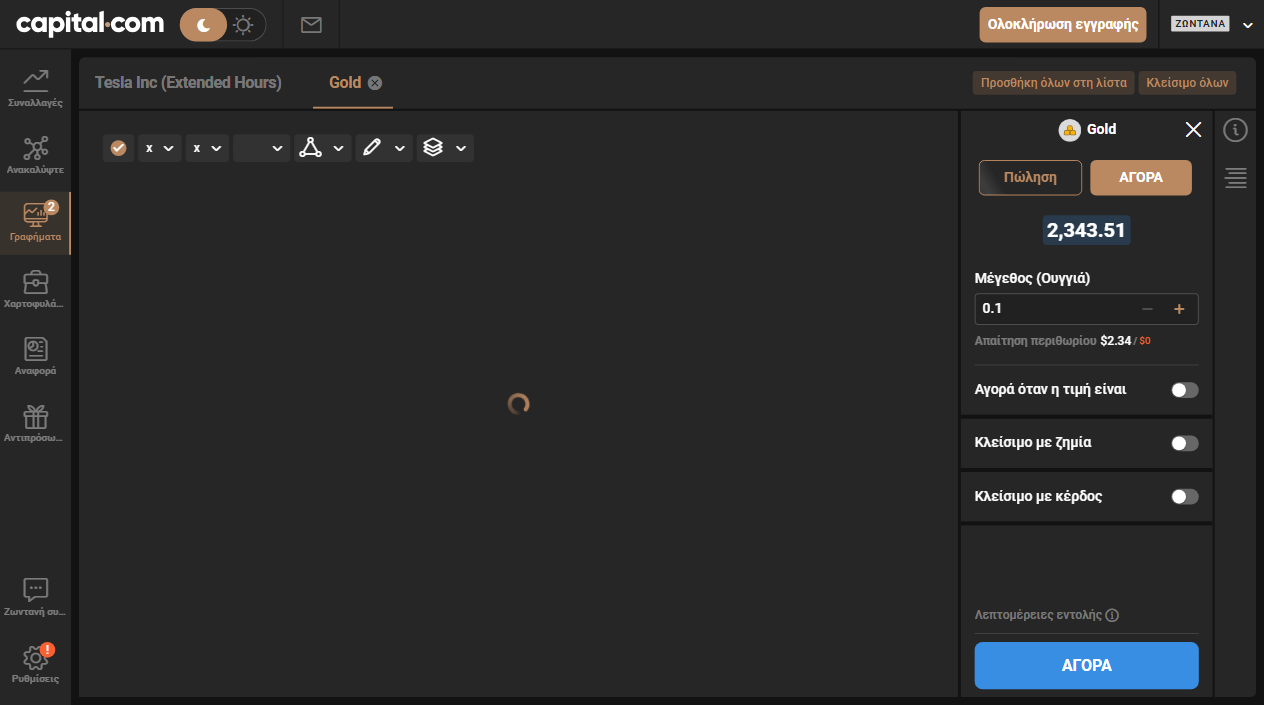 capital.com
Ολοκλήρωση εγγραφής
ΖΩΝΤΑΝΑ
Συναλλαγές
Ανακαλύψτε
2
Γραφήματα
Χαρτοφυλά...
Αναφορά
Αντιπρόσω...
Ζωντανή συ...
!
Ρυθμίσεις
Tesla Inc (Extended Hours)
Gold
Προσθήκη όλων στη λίστα
Κλείσιμο όλων
x
x
Gold
Πώληση
ΑΓΟΡΑ
2,343.51
Μέγεθος (Ουγγιά)
0.1
Απαίτηση περιθωρίου $2.34 / $0
Αγορά όταν η τιμή είναι
Κλείσιμο με ζημία
Κλείσιμο με κέρδος
Λεπτομέρειες εντολής
ΑΓΟΡΑ